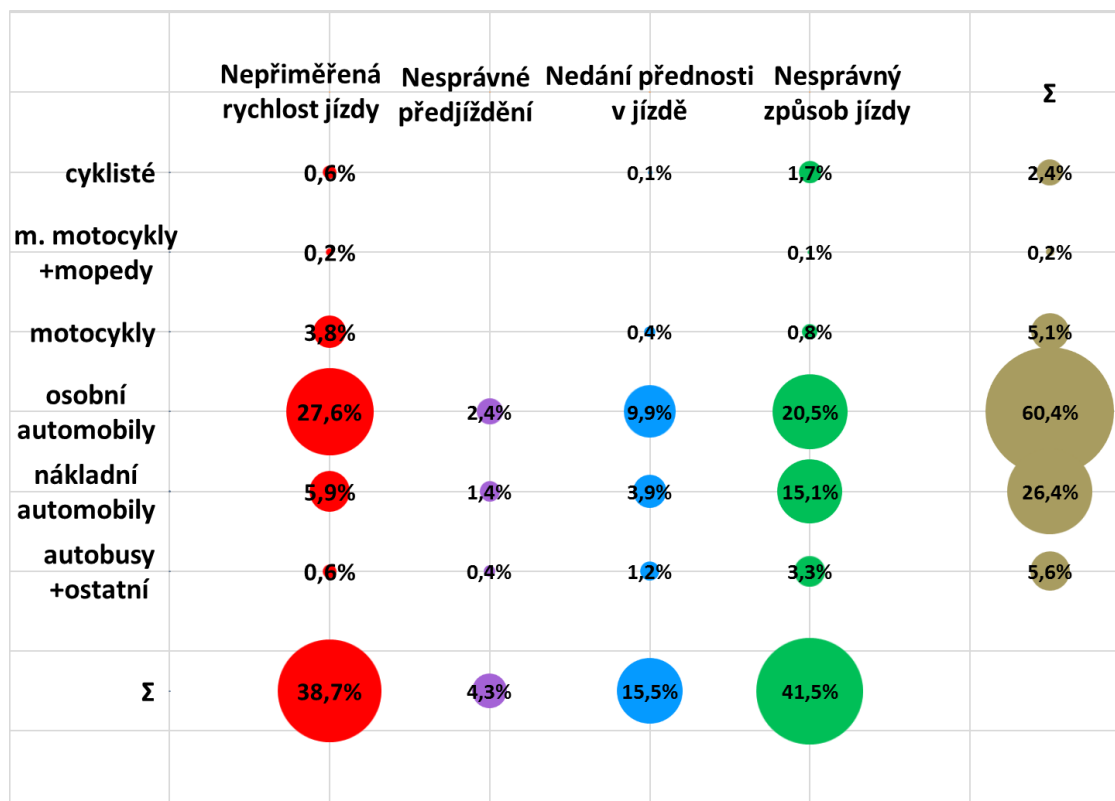 Nepřiměřená
rychlost jízdy
Nesprávné
předjíždění
Nedání přednosti
v jízdě
Nesprávný
způsob jízdy
Σ
cyklisté
0,6%
0,1%
1,7%
2,4%
m. motocykly
+mopedy
0,2%
0,1%
0,2%
motocykly
3,8%
0,4%
0,8%
5,1%
osobní
automobily
27,6%
2,4%
9,9%
20,5%
60,4%
nákladní
automobily
5,9%
1,4%
3,9%
15,1%
26,4%
autobusy
+ostatní
0,6%
0,4%
1,2%
3,3%
5,6%
Σ
38,7%
4,3%
15,5%
41,5%